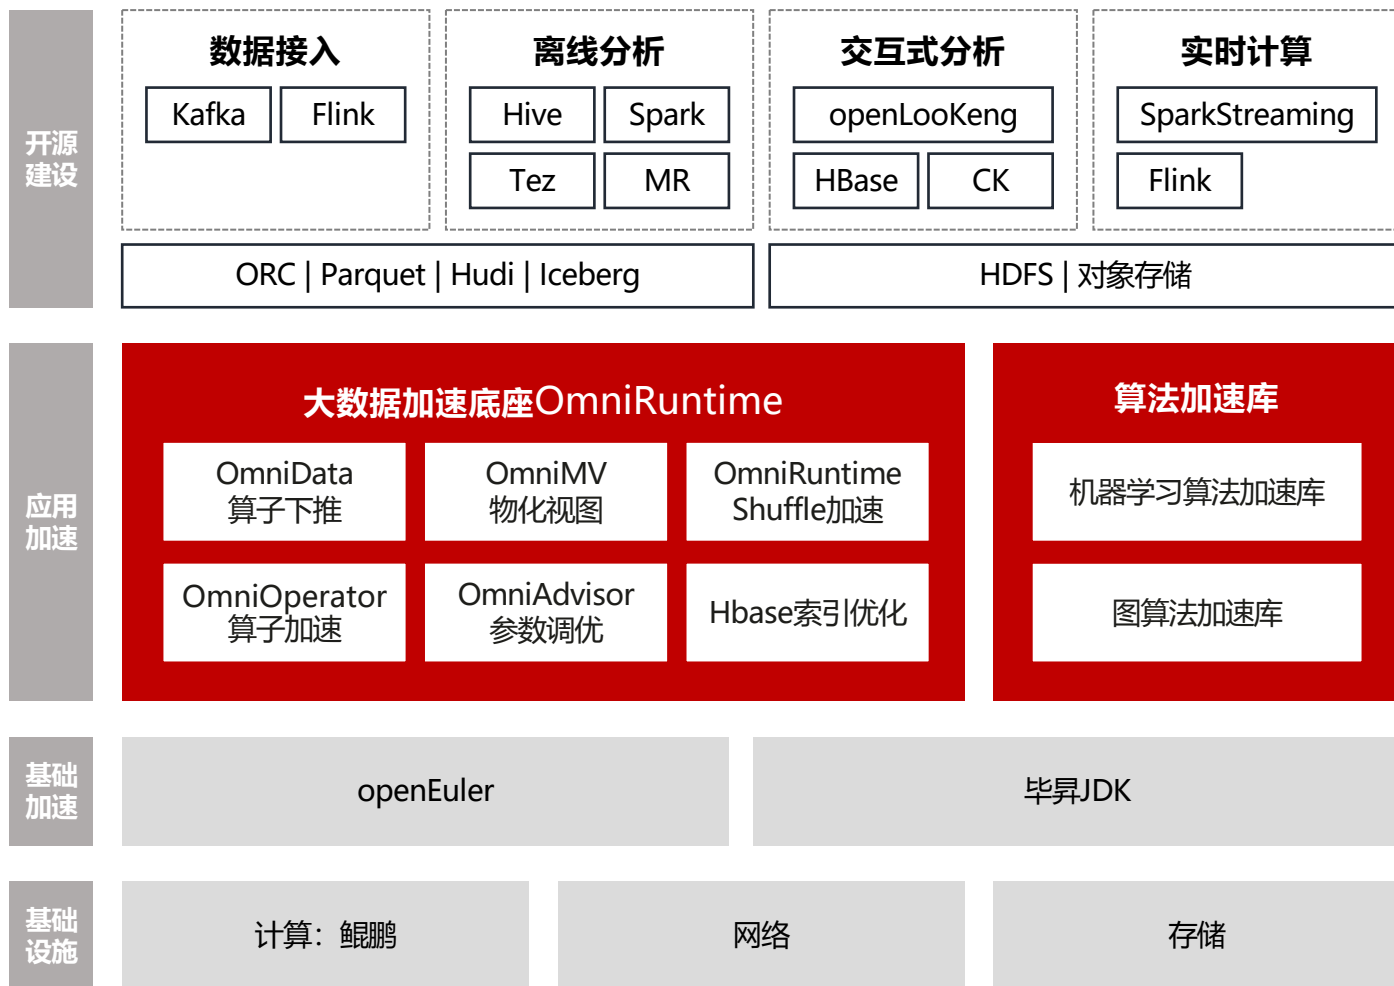 开源
建设
数据接入
Kafka
Flink
离线分析
Hive
Spark
Tez
MR
交互式分析
openLooKeng
HBase
CK
实时计算
SparkStreaming
Flink
ORC | Parquet | Hudi | Iceberg
HDFS | 对象存储
应用
加速
大数据加速底座OmniRuntime
OmniData
算子下推
OmniMV
物化视图
OmniRuntime
Shuffle加速
OmniOperator
算子加速
OmniAdvisor
参数调优
Hbase索引优化
算法加速库
机器学习算法加速库
图算法加速库
基础
加速
openEuler
毕昇JDK
基础
设施
计算：鲲鹏
网络
存储